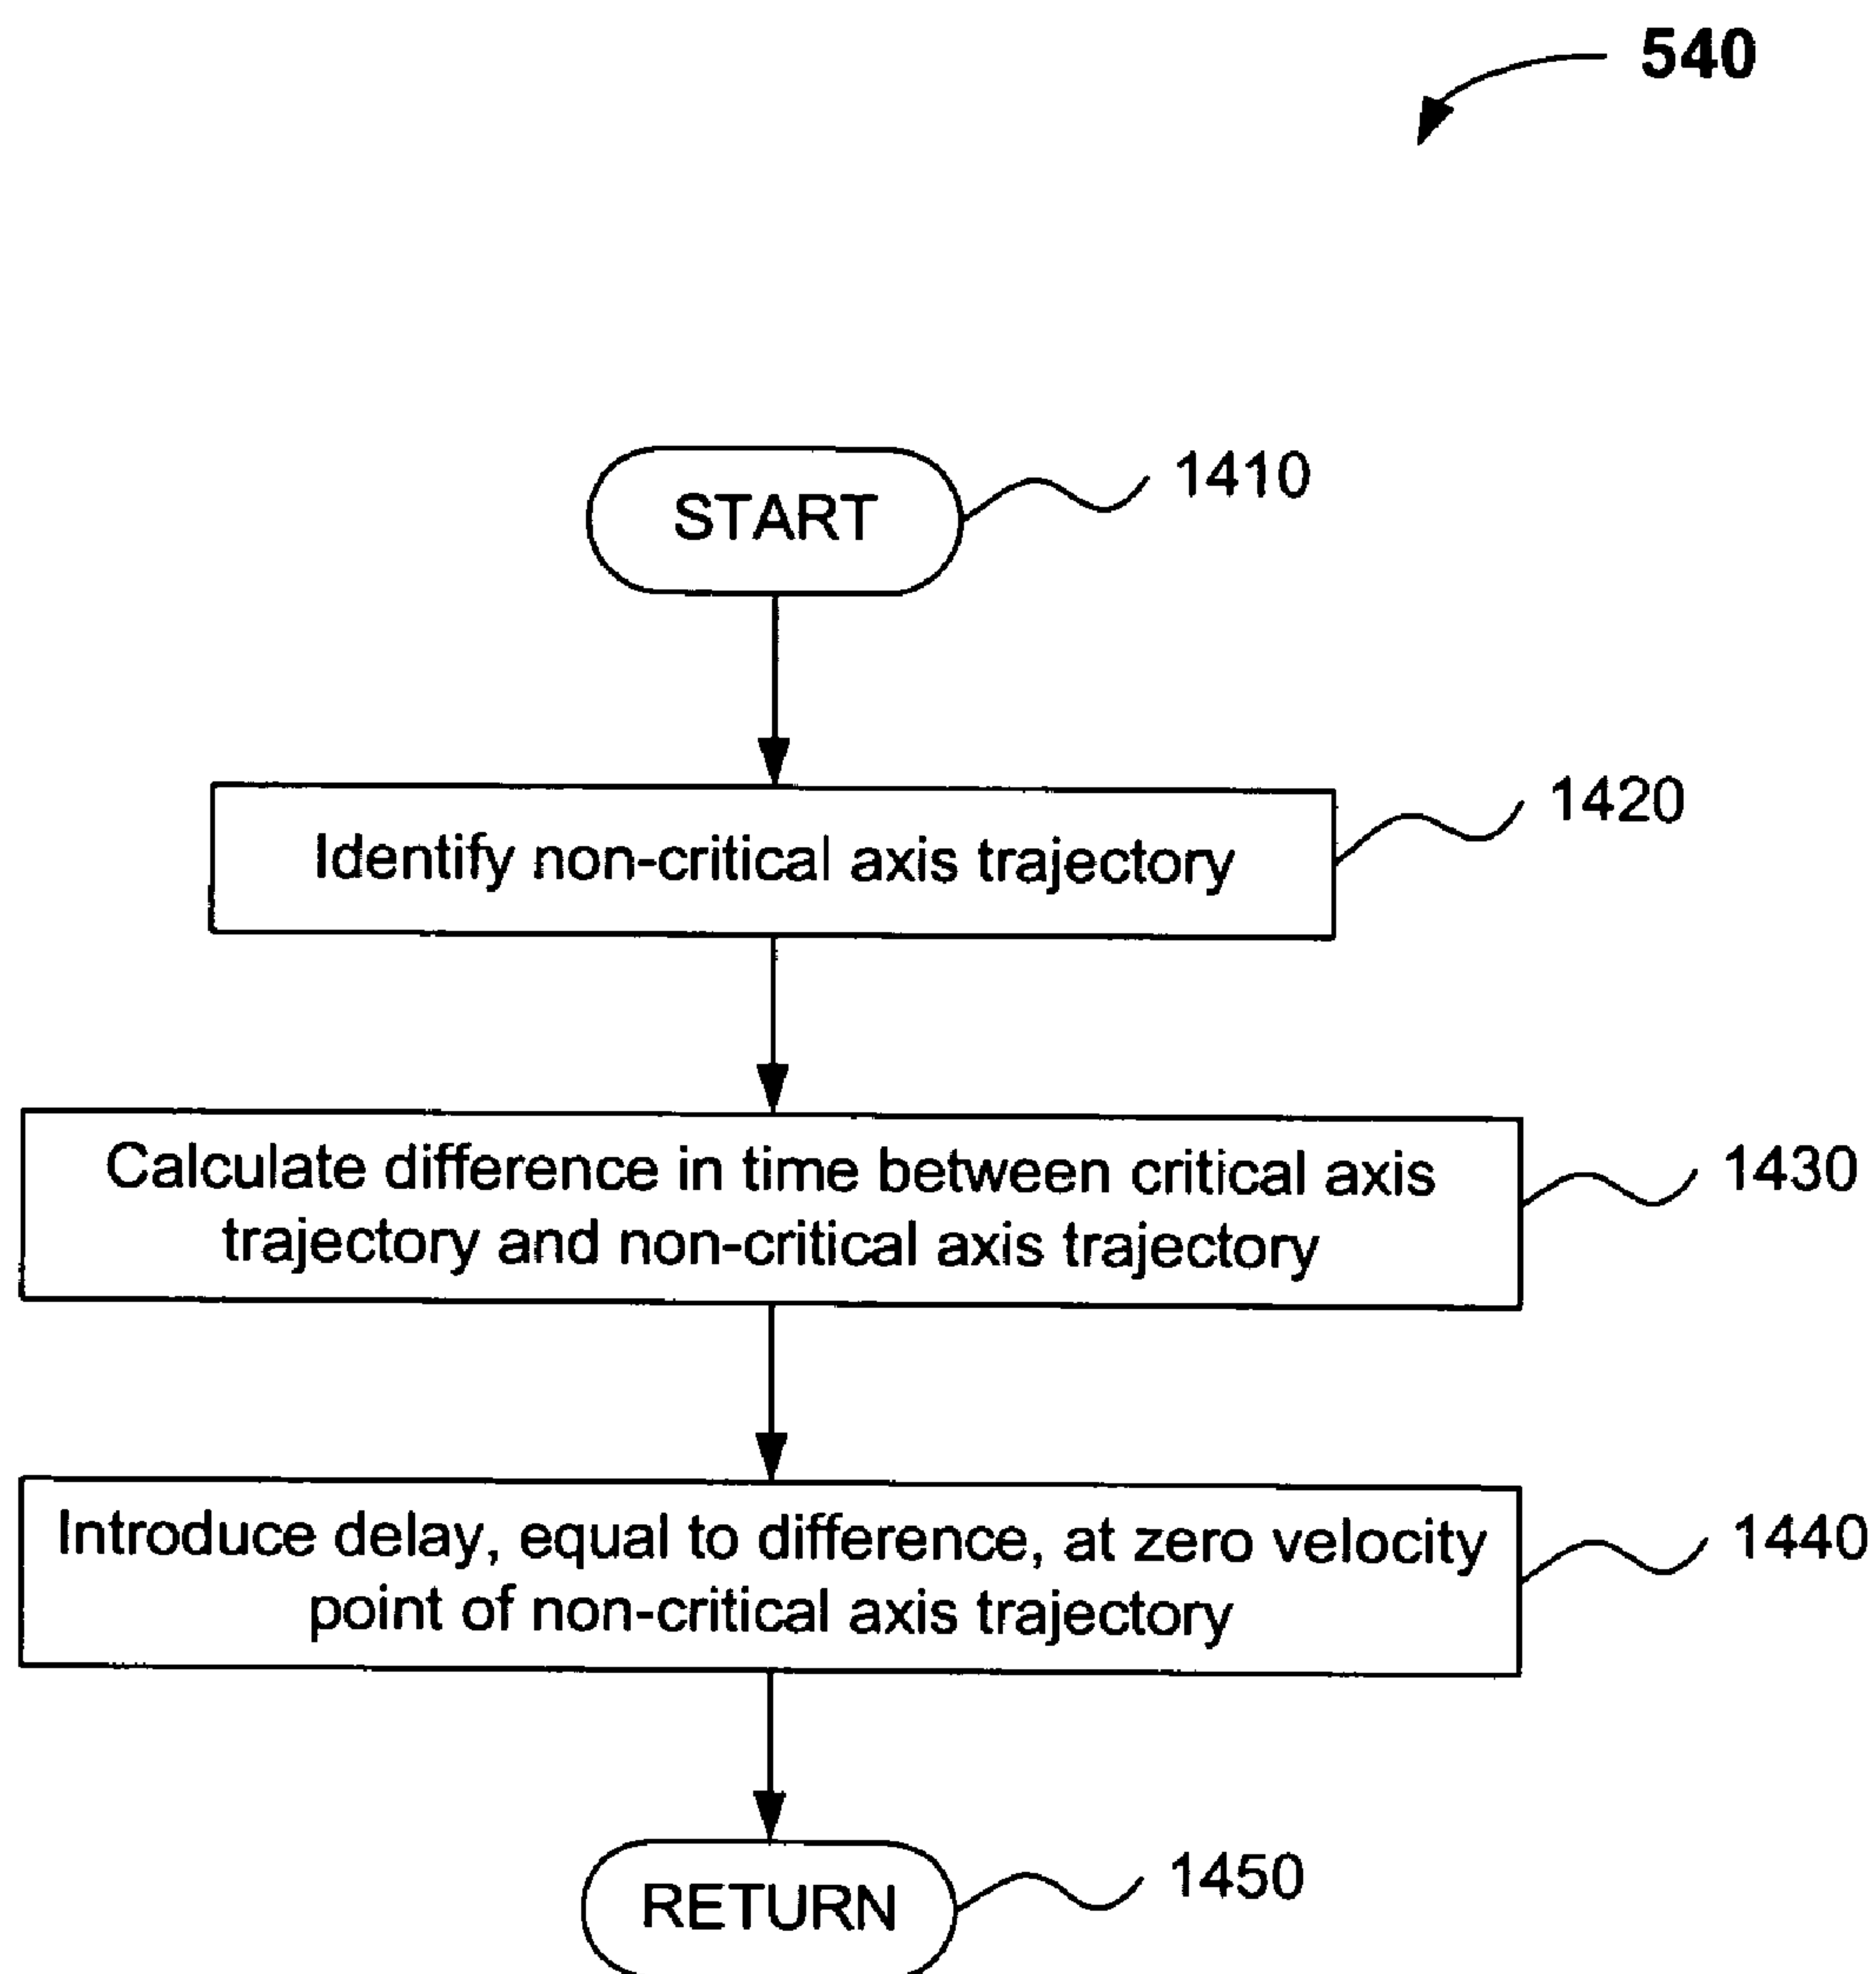 540
START
1410
Identify non-critical axis trajectory
1420
Calculate difference in time between critical axis
trajectory and non-critical axis trajectory
1430
Introduce delay, equal to difference, at zero velocity
point of non-critical axis trajectory
1440
RETURN
1450